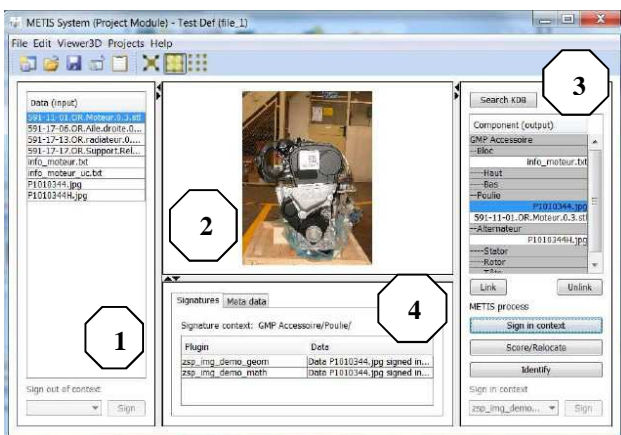 METIS System (Project Module) - Test Def (file_1)
File Edit Viewer3D Projects Help
Data (input)
591-11-01.OR.Moteur.0.3.stl
591-17-06.OR.Aile.droite.0....
591-17-13.OR.radiateur.0....
591-17-17.OR.Support.Rel...
info_moteur.txt
info_moteur_uc.txt
P1010344.jpg
P1010344H.jpg
1
Sign out of context
Sign
2
Signatures
Meta data
4
Signature context: GMP Accessoire/Poulie/
Plugin
Data
zsp_img_demo_geom
Data P1010344.jpg signed in...
zsp_img_demo_math
Data P1010344.jpg signed in...
3
Search KDB
Component (output)
GMP Accessoire
--Bloc
info_moteur.txt
---Haut
---Bas
--Poulie
P1010344.jpg
591-11-01.OR.Moteur.0.3.stl
--Alternateur
P1010344H.jpg
----Stator
----Rotor
Link
Unlink
METIS process
Sign in context
Score/Relocate
Identify
Sign in context
zsp_img_demo...
Sign